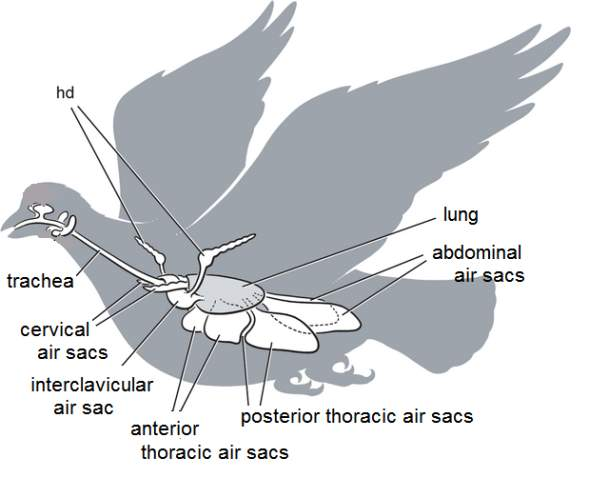 hd
lung
abdominal
air sacs
trachea
cervical
air sacs
interclavicular
air sac
anterior
thoracic air sacs
posterior thoracic air sacs